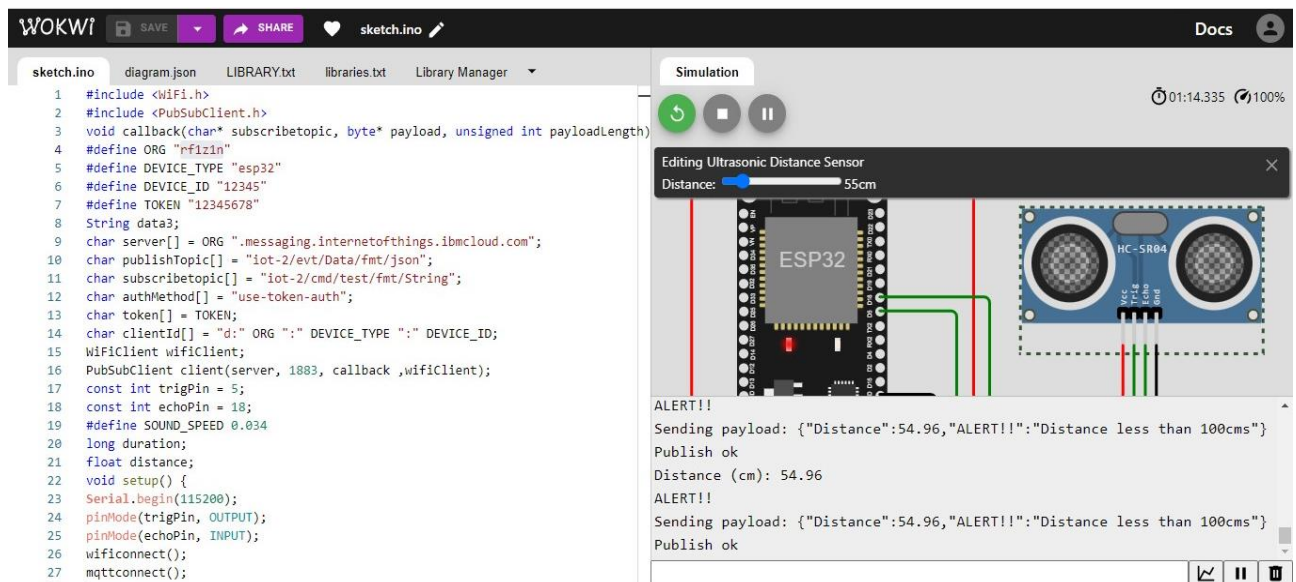 WOKWi SAVE SHARE sketch.ino Docs
sketch.ino diagram.json LIBRARY.txt libraries.txt Library Manager
1 #include <WiFi.h>
2 #include <PubSubClient.h>
3 void callback(char* subscribetopic, byte* payload, unsigned int payloadLength)
4 #define ORG "rf1z1n"
5 #define DEVICE_TYPE "esp32"
6 #define DEVICE_ID "12345"
7 #define TOKEN "12345678"
8 String data3;
9 char server[] = ORG ".messaging.internetofthings.ibmcloud.com";
10 char publishTopic[] = "iot-2/evt/Data/fmt/json";
11 char subscribetopic[] = "iot-2/cmd/test/fmt/String";
12 char authMethod[] = "use-token-auth";
13 char token[] = TOKEN;
14 char clientId[] = "d:" ORG ":" DEVICE_TYPE ":" DEVICE_ID;
15 WiFiClient wifiClient;
16 PubSubClient client(server, 1883, callback ,wifiClient);
17 const int trigPin = 5;
18 const int echoPin = 18;
19 #define SOUND_SPEED 0.034
20 long duration;
21 float distance;
22 void setup() {
23 Serial.begin(115200);
24 pinMode(trigPin, OUTPUT);
25 pinMode(echoPin, INPUT);
26 wificonnect();
27 mqttconnect();
Simulation
01:14.335 100%
Editing Ultrasonic Distance Sensor
Distance: 55cm
ESP32
HC-SR04
Vcc Trig Echo Gnd
ALERT!!
Sending payload: {"Distance":54.96,"ALERT!!":"Distance less than 100cms"}
Publish ok
Distance (cm): 54.96
ALERT!!
Sending payload: {"Distance":54.96,"ALERT!!":"Distance less than 100cms"}
Publish ok